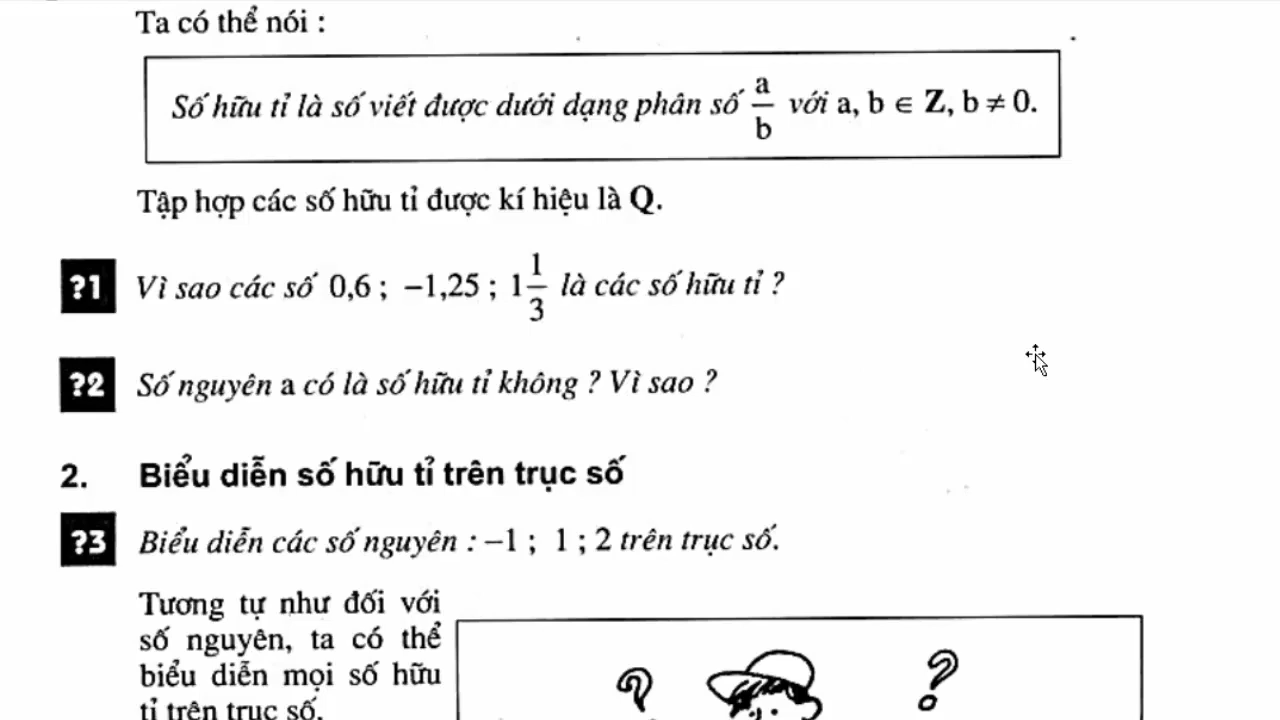 Ta có thể nói :
Số hữu tỉ là số viết được dưới dạng phân số a/b với a, b ∈ Z, b ≠ 0.
Tập hợp các số hữu tỉ được kí hiệu là Q.
?1 Vì sao các số 0,6 ; −1,25 ; 1 1/3 là các số hữu tỉ ?
?2 Số nguyên a có là số hữu tỉ không ? Vì sao ?
2. Biểu diễn số hữu tỉ trên trục số
?3 Biểu diễn các số nguyên : −1 ; 1 ; 2 trên trục số.
Tương tự như đối với
số nguyên, ta có thể
biểu diễn mọi số hữu
tỉ trên trục số.
? ?